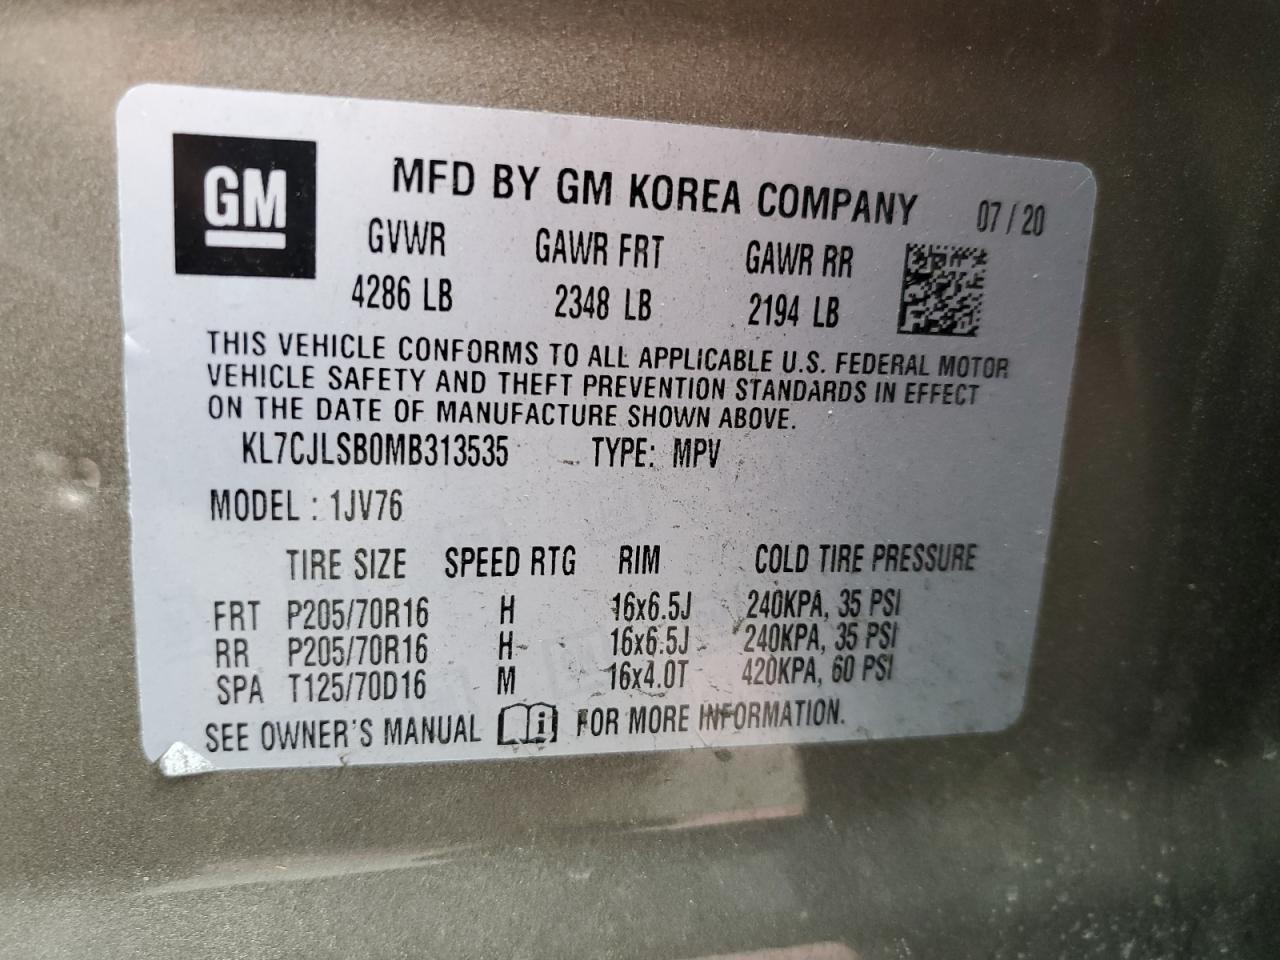 GM
MFD BY GM KOREA COMPANY 07/20
GVWR GAWR FRT GAWR RR
4286 LB 2348 LB 2194 LB
THIS VEHICLE CONFORMS TO ALL APPLICABLE U.S. FEDERAL MOTOR
VEHICLE SAFETY AND THEFT PREVENTION STANDARDS IN EFFECT
ON THE DATE OF MANUFACTURE SHOWN ABOVE.
KL7CJLSB0MB313535 TYPE: MPV
MODEL : 1JV76
TIRE SIZE SPEED RTG RIM COLD TIRE PRESSURE
FRT P205/70R16 H 16x6.5J 240KPA, 35 PSI
RR P205/70R16 H 16x6.5J 240KPA, 35 PSI
SPA T125/70D16 M 16x4.0T 420KPA, 60 PSI
SEE OWNER'S MANUAL i FOR MORE INFORMATION.